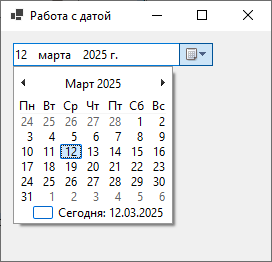 Работа с датой
12 марта 2025 г.
Март 2025
Пн Вт Ср Чт Пт Сб Вс
24 25 26 27 28 1 2
3 4 5 6 7 8 9
10 11 12 13 14 15 16
17 18 19 20 21 22 23
24 25 26 27 28 29 30
31 1 2 3 4 5 6
Сегодня: 12.03.2025